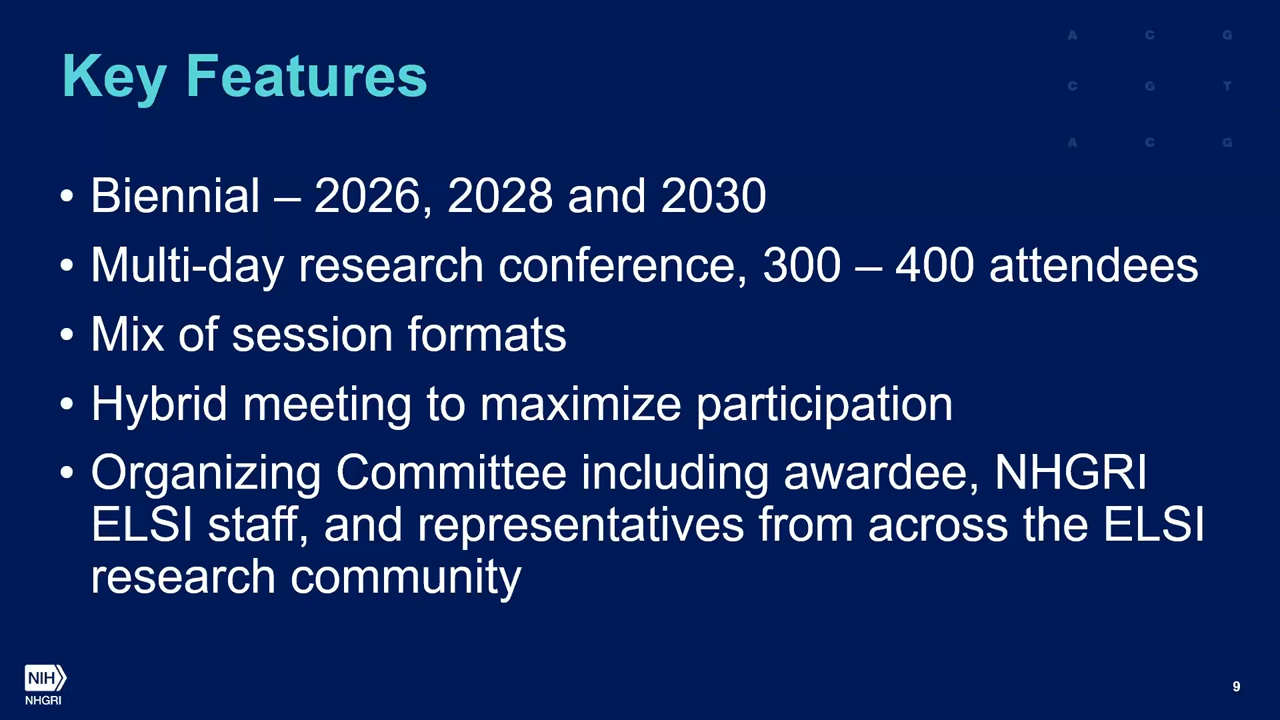 A C G
Key Features
C G T
A C G
• Biennial – 2026, 2028 and 2030
• Multi-day research conference, 300 – 400 attendees
• Mix of session formats
• Hybrid meeting to maximize participation
• Organizing Committee including awardee, NHGRI
ELSI staff, and representatives from across the ELSI
research community
NIH
NHGRI
9